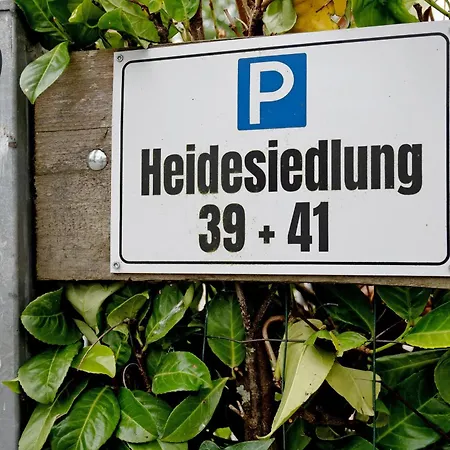 P
Heidesiedlung
39 + 41